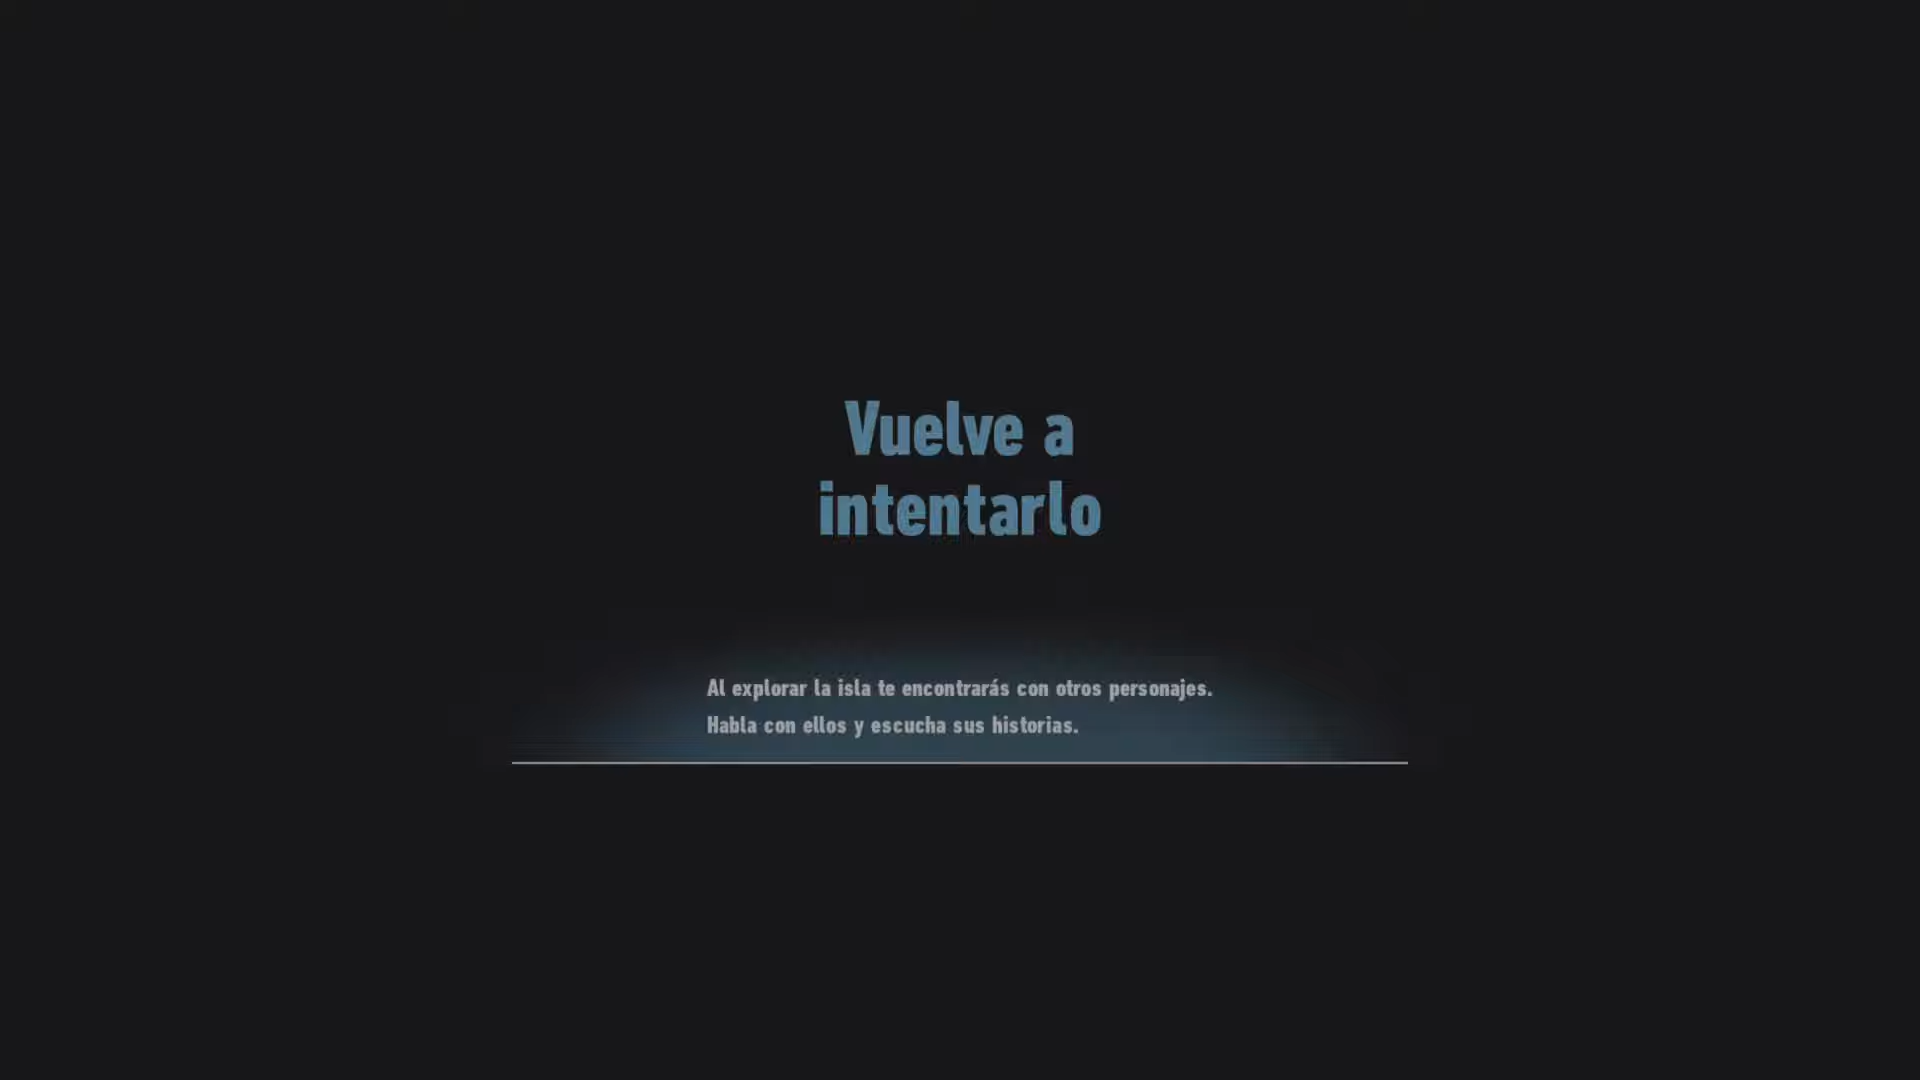 Vuelve a
intentarlo
Al explorar la isla te encontrarás con otros personajes.
Habla con ellos y escucha sus historias.